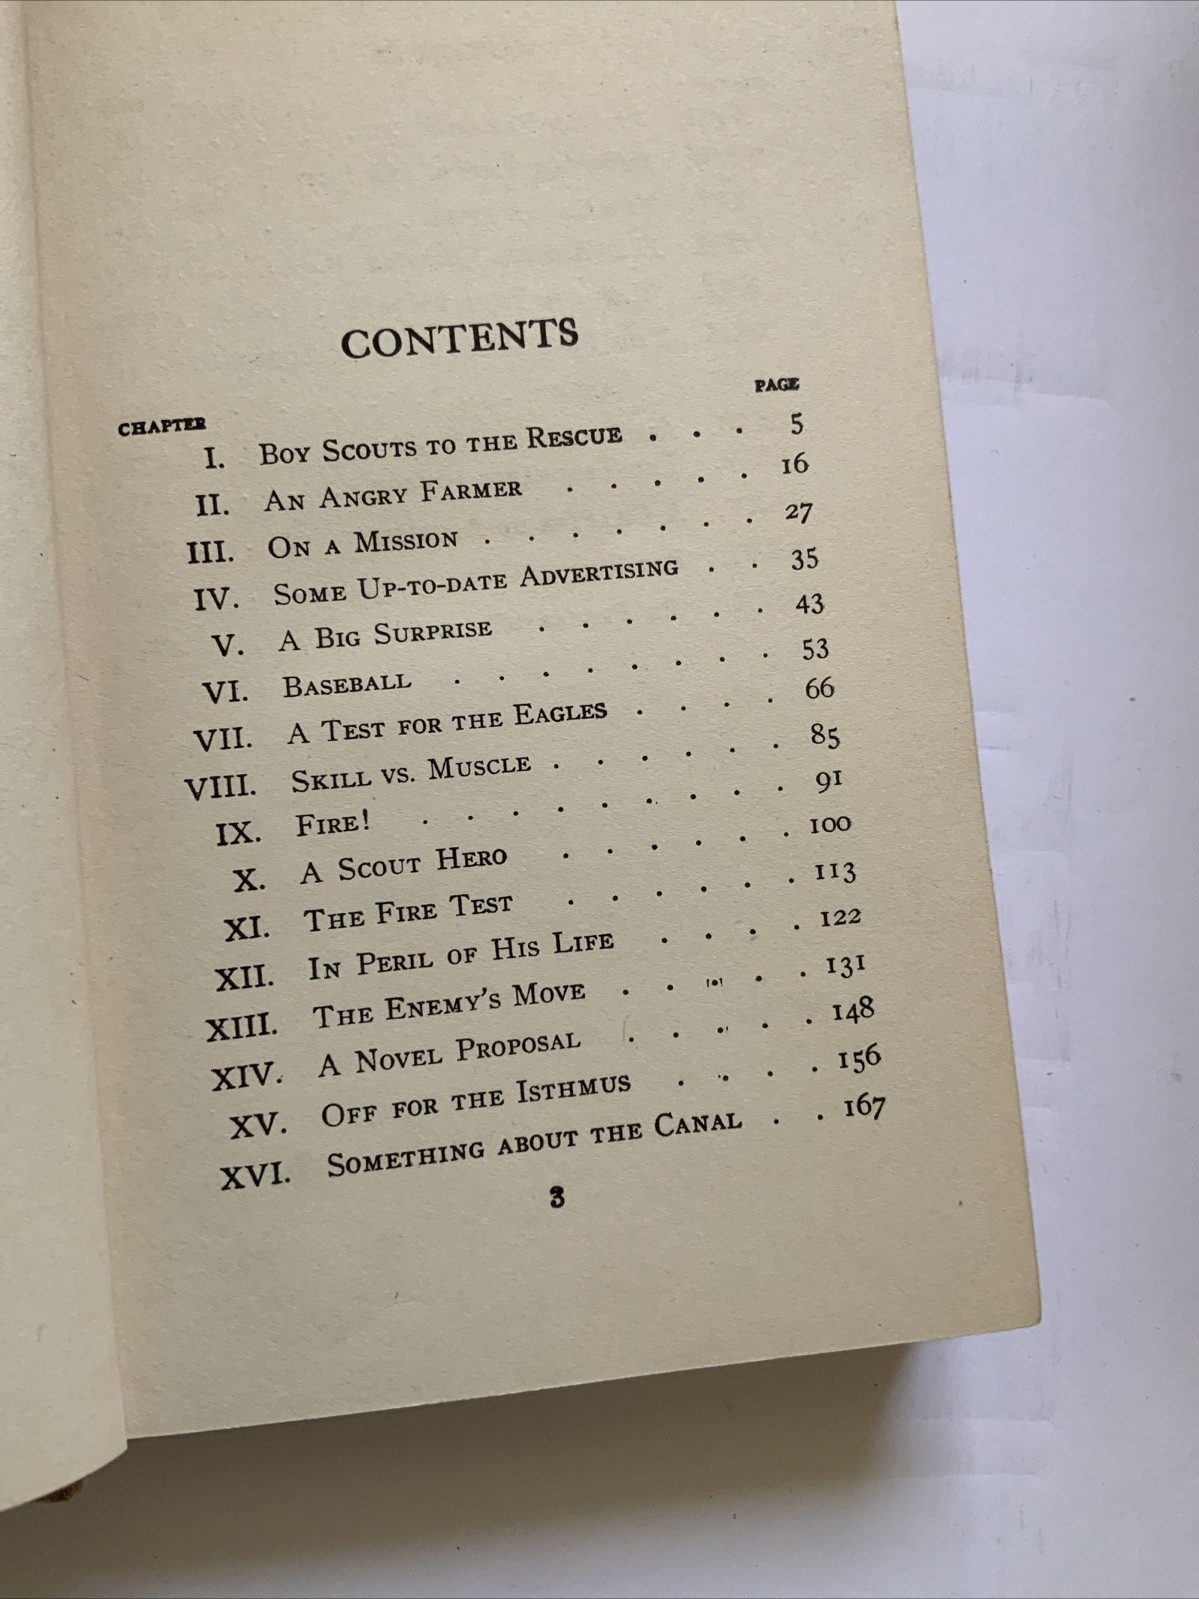 CONTENTS
CHAPTER PAGE
I. BOY SCOUTS TO THE RESCUE . . . 5
II. AN ANGRY FARMER . . . . . 16
III. ON A MISSION . . . . . . . 27
IV. SOME UP-TO-DATE ADVERTISING . . 35
V. A BIG SURPRISE . . . . . . 43
VI. BASEBALL . . . . . . . . 53
VII. A TEST FOR THE EAGLES . . . . 66
VIII. SKILL VS. MUSCLE . . . . . . 85
IX. FIRE! . . . . . . . . . 91
X. A SCOUT HERO . . . . . . 100
XI. THE FIRE TEST . . . . . . 113
XII. IN PERIL OF HIS LIFE . . . . 122
XIII. THE ENEMY'S MOVE . . . . . 131
XIV. A NOVEL PROPOSAL . . . . . 148
XV. OFF FOR THE ISTHMUS . . . . 156
XVI. SOMETHING ABOUT THE CANAL . . 167
3